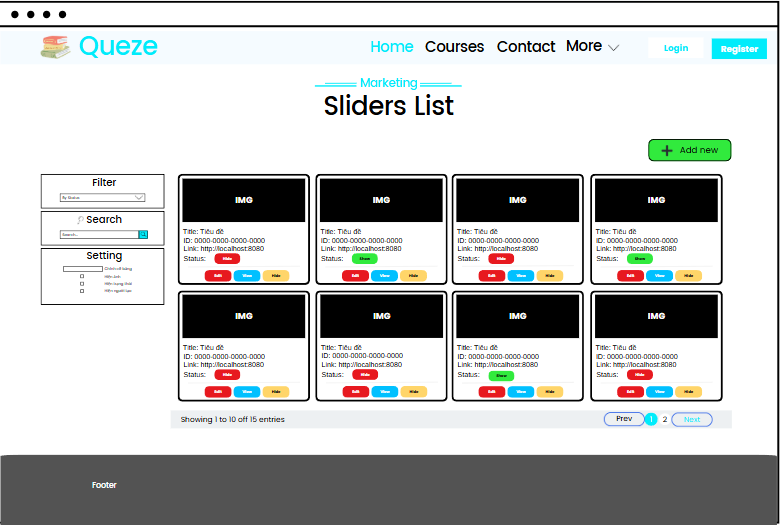 Queze
Home Courses Contact More Login Register
Marketing
Sliders List
Add new
Filter
By Status
Search
Search...
Setting
Chỉnh số lượng
Hiện ảnh
Hiện trạng thái
Hiện người tạo
IMG IMG IMG IMG
Title: Tiêu đề Title: Tiêu đề Title: Tiêu đề Title: Tiêu đề
ID: 0000-0000-0000-0000 ID: 0000-0000-0000-0000 ID: 0000-0000-0000-0000 ID: 0000-0000-0000-0000
Link: http://localhost:8080 Link: http://localhost:8080 Link: http://localhost:8080 Link: http://localhost:8080
Status: Hide Status: Show Status: Hide Status: Show
Edit View Hide Edit View Hide Edit View Hide Edit View Hide
IMG IMG IMG IMG
Title: Tiêu đề Title: Tiêu đề Title: Tiêu đề Title: Tiêu đề
ID: 0000-0000-0000-0000 ID: 0000-0000-0000-0000 ID: 0000-0000-0000-0000 ID: 0000-0000-0000-0000
Link: http://localhost:8080 Link: http://localhost:8080 Link: http://localhost:8080 Link: http://localhost:8080
Status: Hide Status: Hide Status: Show Status: Hide
Edit View Hide Edit View Hide Edit View Hide Edit View Hide
Showing 1 to 10 off 15 entries Prev 1 2 Next
Footer